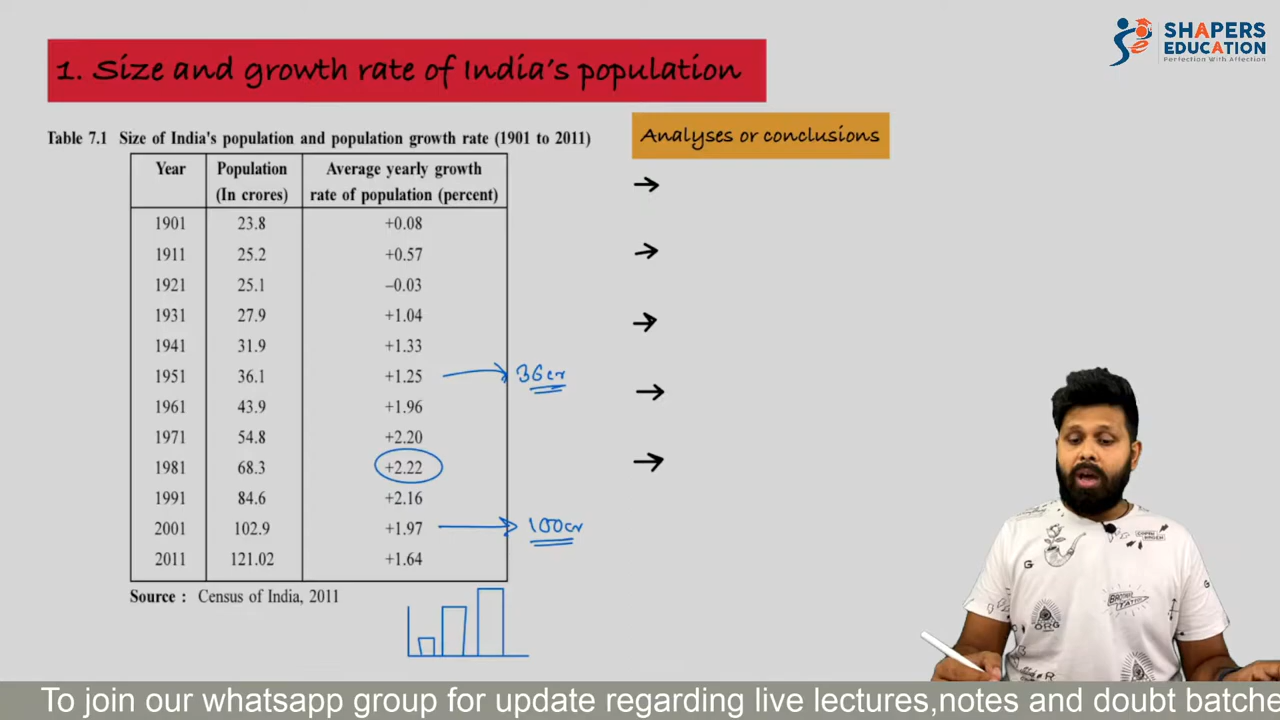 SHAPERS
EDUCATION
Perfection With Affection
1. Size and growth rate of India's population
Table 7.1 Size of India's population and population growth rate (1901 to 2011)
Analyses or conclusions
Year Population Average yearly growth
(In crores) rate of population (percent)
1901 23.8 +0.08
1911 25.2 +0.57
1921 25.1 –0.03
1931 27.9 +1.04
1941 31.9 +1.33
1951 36.1 +1.25 36cr
1961 43.9 +1.96
1971 54.8 +2.20
1981 68.3 +2.22
1991 84.6 +2.16
2001 102.9 +1.97 100cr
2011 121.02 +1.64
Source : Census of India, 2011
To join our whatsapp group for update regarding live lectures,notes and doubt batche